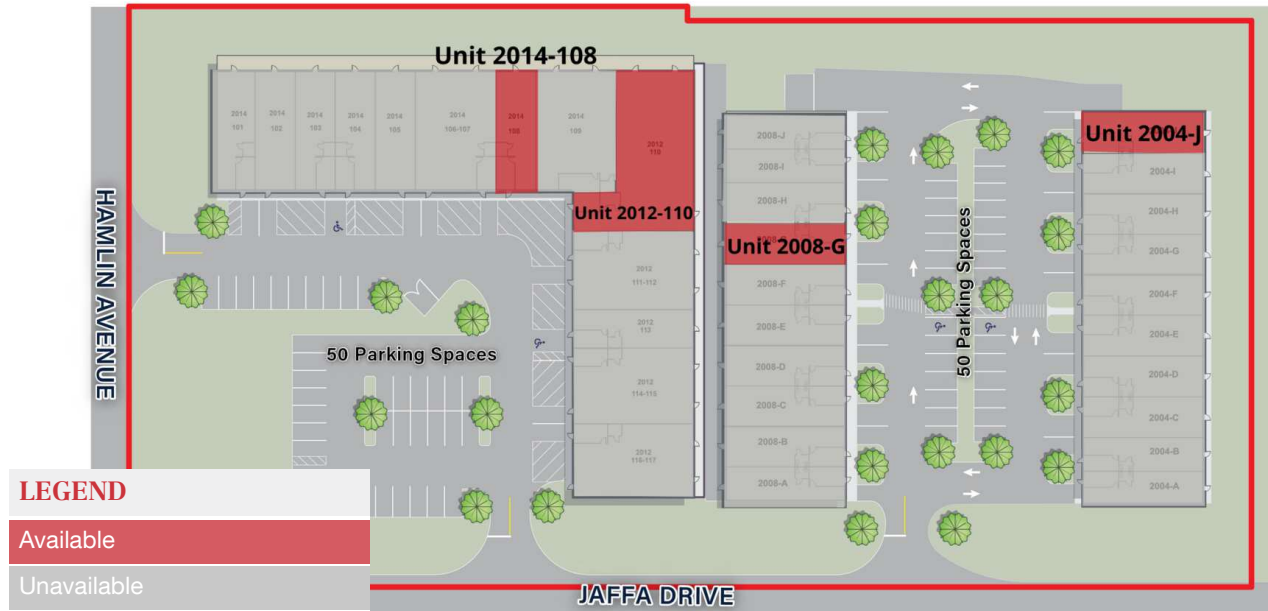 Unit 2014-108
2014
101
2014
102
2014
103
2014
104
2014
105
2014
106-107
2014
108
2014
109
2012
110
Unit 2012-110
2012
111-112
2012
113
2012
114-115
2012
116-117
2008-J
2008-I
2008-H
Unit 2008-G
2008-F
2008-E
2008-D
2008-C
2008-B
2008-A
50 Parking Spaces
50 Parking Spaces
Unit 2004-J
2004-I
2004-H
2004-G
2004-F
2004-E
2004-D
2004-C
2004-B
2004-A
HAMLIN AVENUE
JAFFA DRIVE
LEGEND
Available
Unavailable